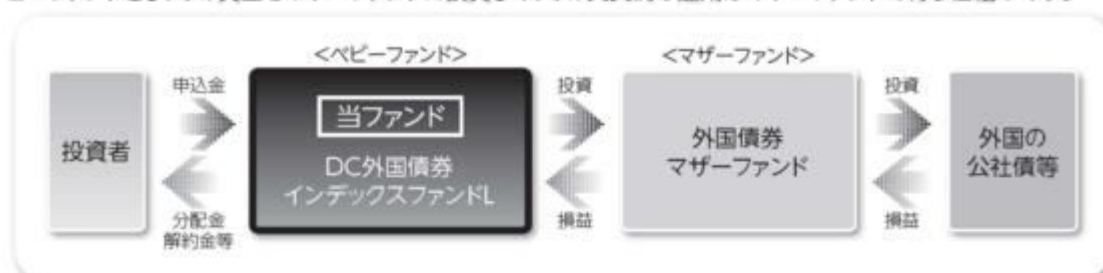 <ベビーファンド>
<マザーファンド>
申込金
投資
投資
投資者
当ファンド
DC外国債券
インデックスファンドL
外国債券
マザーファンド
外国の
公社債等
分配金
解約金等
損益
損益